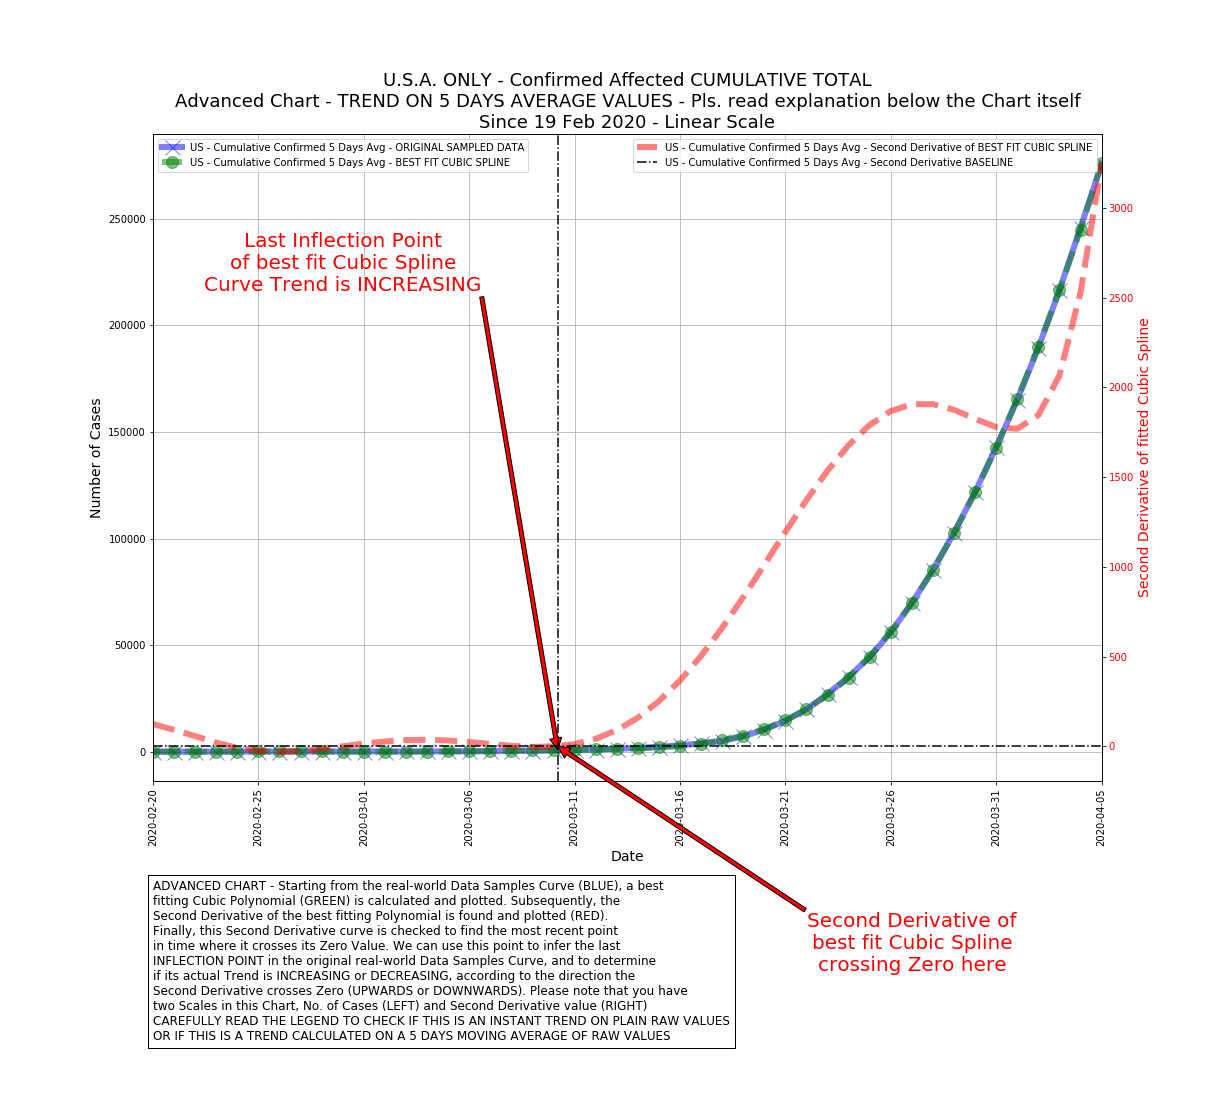 U.S.A. ONLY - Confirmed Affected CUMULATIVE TOTAL
Advanced Chart - TREND ON 5 DAYS AVERAGE VALUES - Pls. read explanation below the Chart itself
Since 19 Feb 2020 - Linear Scale
US - Cumulative Confirmed 5 Days Avg - ORIGINAL SAMPLED DATA
US - Cumulative Confirmed 5 Days Avg - BEST FIT CUBIC SPLINE
US - Cumulative Confirmed 5 Days Avg - Second Derivative of BEST FIT CUBIC SPLINE
US - Cumulative Confirmed 5 Days Avg - Second Derivative BASELINE
Last Inflection Point
of best fit Cubic Spline
Curve Trend is INCREASING
Number of Cases
250000
200000
150000
100000
50000
0
3000
2500
2000
1500
1000
500
0
Second Derivative of fitted Cubic Spline
2020-02-20
2020-02-25
2020-03-01
2020-03-06
2020-03-11
2020-03-16
2020-03-21
2020-03-26
2020-03-31
2020-04-05
Date
ADVANCED CHART - Starting from the real-world Data Samples Curve (BLUE), a best
fitting Cubic Polynomial (GREEN) is calculated and plotted. Subsequently, the
Second Derivative of the best fitting Polynomial is found and plotted (RED).
Finally, this Second Derivative curve is checked to find the most recent point
in time where it crosses its Zero Value. We can use this point to infer the last
INFLECTION POINT in the original real-world Data Samples Curve, and to determine
if its actual Trend is INCREASING or DECREASING, according to the direction the
Second Derivative crosses Zero (UPWARDS or DOWNWARDS). Please note that you have
two Scales in this Chart, No. of Cases (LEFT) and Second Derivative value (RIGHT)
CAREFULLY READ THE LEGEND TO CHECK IF THIS IS AN INSTANT TREND ON PLAIN RAW VALUES
OR IF THIS IS A TREND CALCULATED ON A 5 DAYS MOVING AVERAGE OF RAW VALUES
Second Derivative of
best fit Cubic Spline
crossing Zero here